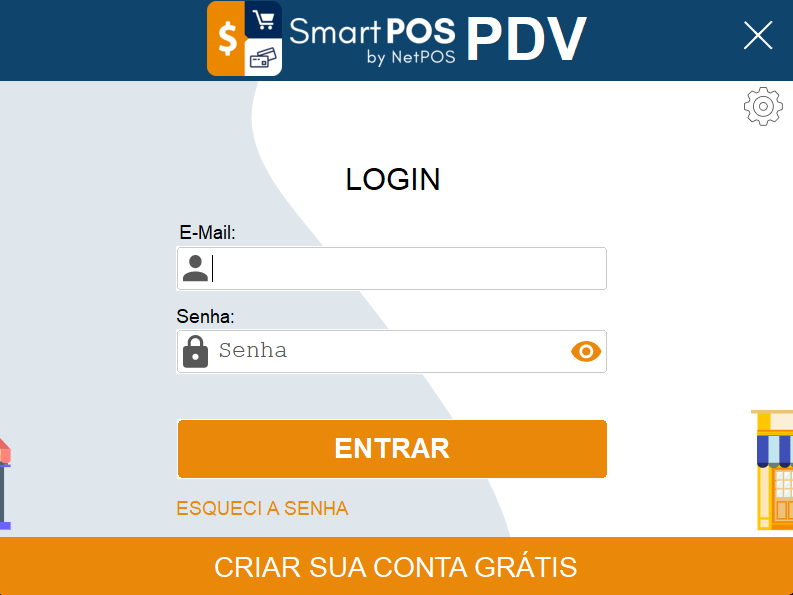 $ SmartPOS PDV
by NetPOS
LOGIN
E-Mail:
Senha:
Senha
ENTRAR
ESQUECI A SENHA
CRIAR SUA CONTA GRÁTIS